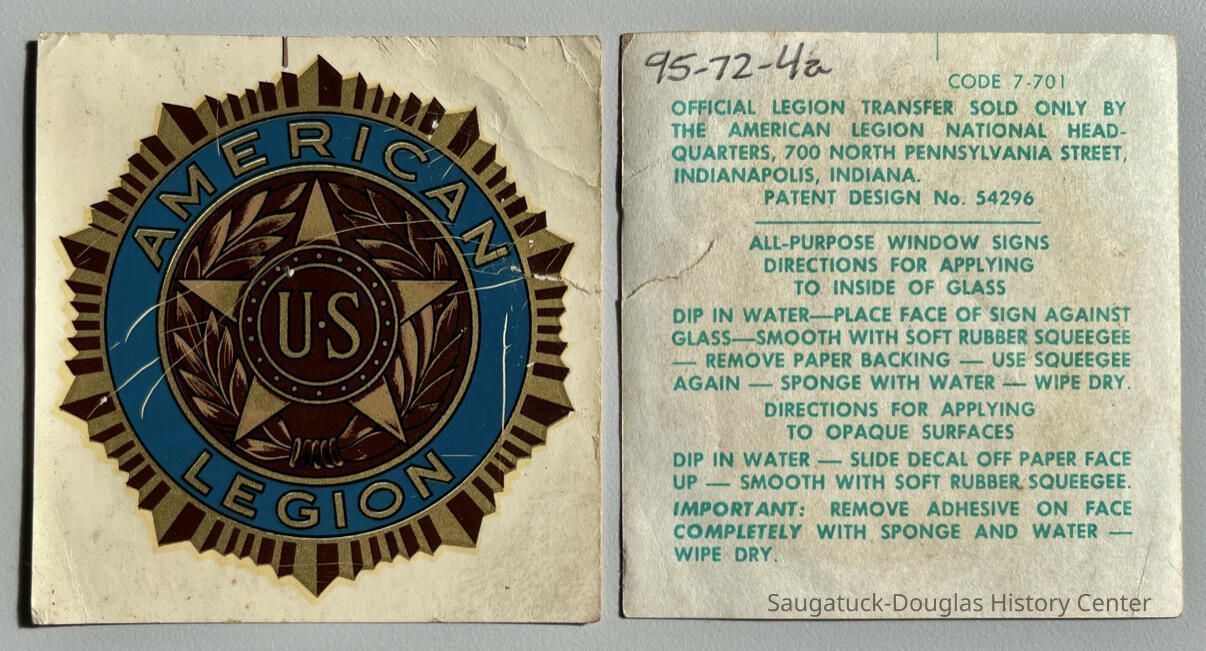 AMERICAN
US
LEGION
95-72-4a
CODE 7-701
OFFICIAL LEGION TRANSFER SOLD ONLY BY
THE AMERICAN LEGION NATIONAL HEAD-
QUARTERS, 700 NORTH PENNSYLVANIA STREET,
INDIANAPOLIS, INDIANA.
PATENT DESIGN No. 54296
ALL-PURPOSE WINDOW SIGNS
DIRECTIONS FOR APPLYING
TO INSIDE OF GLASS
DIP IN WATER—PLACE FACE OF SIGN AGAINST
GLASS—SMOOTH WITH SOFT RUBBER SQUEEGEE
— REMOVE PAPER BACKING — USE SQUEEGEE
AGAIN — SPONGE WITH WATER — WIPE DRY.
DIRECTIONS FOR APPLYING
TO OPAQUE SURFACES
DIP IN WATER — SLIDE DECAL OFF PAPER FACE
UP — SMOOTH WITH SOFT RUBBER SQUEEGEE.
IMPORTANT: REMOVE ADHESIVE ON FACE
COMPLETELY WITH SPONGE AND WATER —
WIPE DRY.
Saugatuck-Douglas History Center